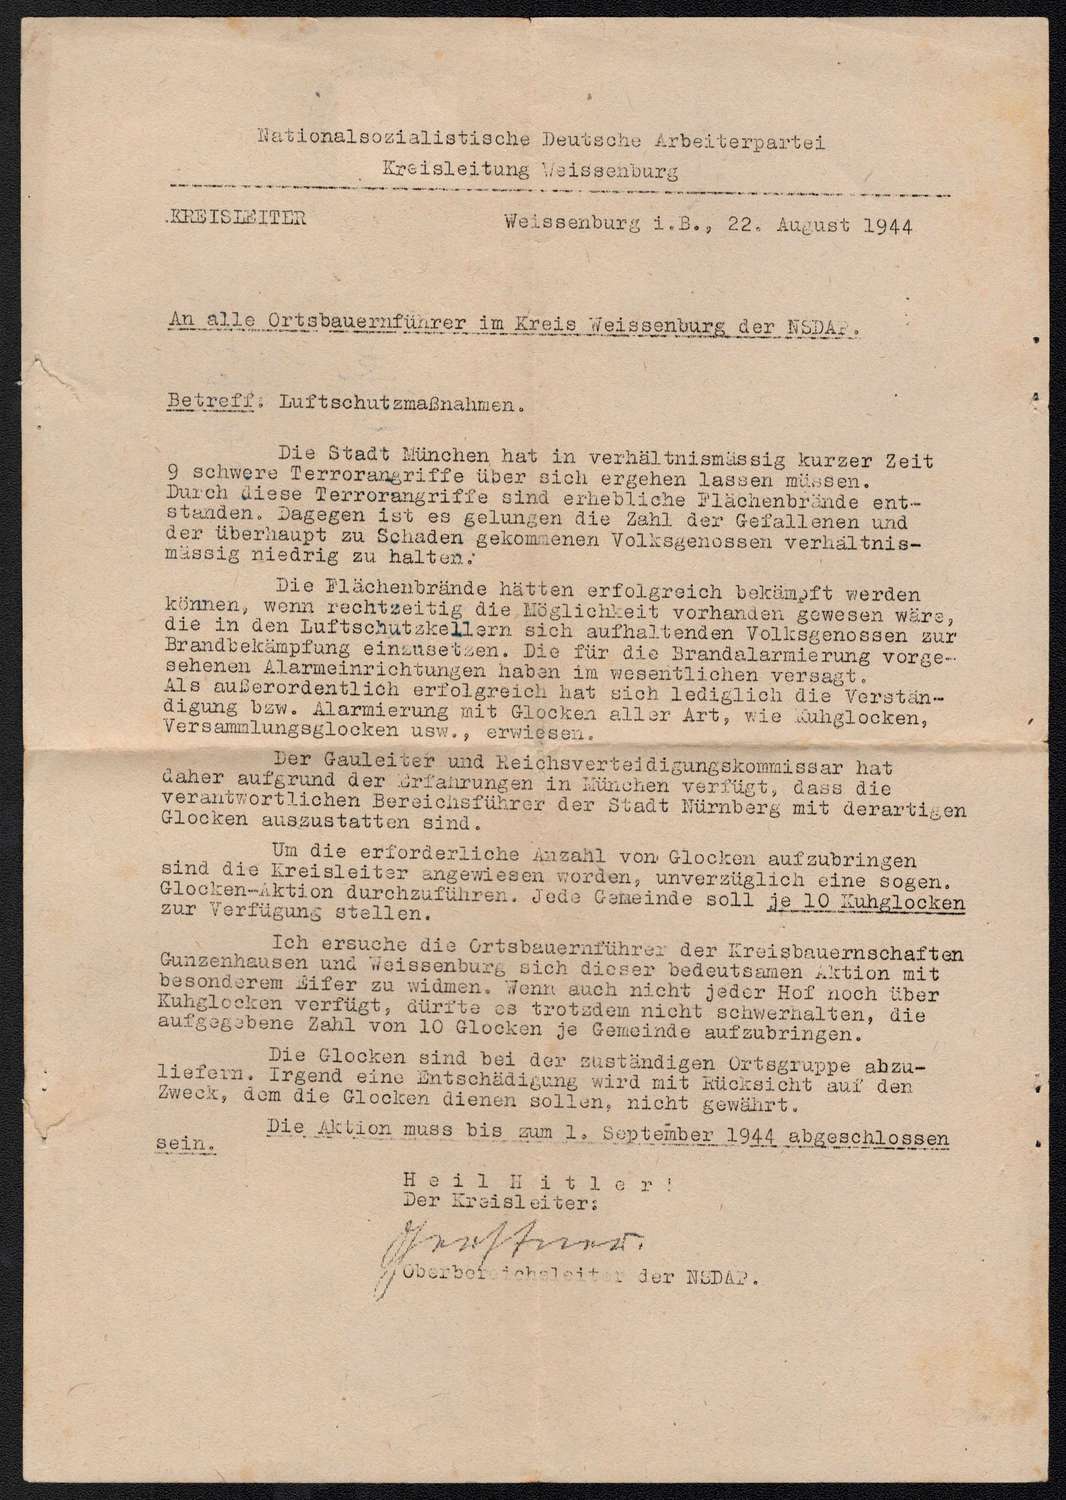 Nationalsozialistische Deutsche Arbeiterpartei
Kreisleitung Weissenburg
KREISLEITER
Weissenburg i.B., 22. August 1944
An alle Ortsbauernführer im Kreis Weissenburg der NSDAP.
Betreff: Luftschutzmaßnahmen.
Die Stadt München hat in verhältnismässig kurzer Zeit
9 schwere Terrorangriffe über sich ergehen lassen müssen.
Durch diese Terrorangriffe sind erhebliche Flächenbrände ent-
standen. Dagegen ist es gelungen die Zahl der Gefallenen und
der überhaupt zu Schaden gekommenen Volksgenossen verhältnis-
mässig niedrig zu halten.
Die Flächenbrände hätten erfolgreich bekämpft werden
können, wenn rechtzeitig die Möglichkeit vorhanden gewesen wäre,
die in den Luftschutzkellern sich aufhaltenden Volksgenossen zur
Brandbekämpfung einzusetzen. Die für die Brandalarmierung vorge-
sehenen Alarmeinrichtungen haben im wesentlichen versagt.
Als außerordentlich erfolgreich hat sich lediglich die Verstän-
digung bzw. Alarmierung mit Glocken aller Art, wie Kuhglocken,
Versammlungsglocken usw., erwiesen.
Der Gauleiter und Reichsverteidigungskommissar hat
daher aufgrund der Erfahrungen in München verfügt, dass die
verantwortlichen Bereichsführer der Stadt Nürnberg mit derartigen
Glocken auszustatten sind.
Um die erforderliche Anzahl von Glocken aufzubringen
sind die Kreisleiter angewiesen worden, unverzüglich eine sogen.
Glocken-Aktion durchzuführen. Jede Gemeinde soll je 10 Kuhglocken
zur Verfügung stellen.
Ich ersuche die Ortsbauernführer der Kreisbauernschaften
Gunzenhausen und Weissenburg sich dieser bedeutsamen Aktion mit
besonderem Eifer zu widmen. Wenn auch nicht jeder Hof noch über
Kuhglocken verfügt, dürfte es trotzdem nicht schwerhalten, die
aufgegebene Zahl von 10 Glocken je Gemeinde aufzubringen.
Die Glocken sind bei der zuständigen Ortsgruppe abzu-
liefern. Irgend eine Entschädigung wird mit Rücksicht auf den
Zweck, dem die Glocken dienen sollen, nicht gewährt.
Die Aktion muss bis zum 1. September 1944 abgeschlossen
sein.
H e i l H i t l e r !
Der Kreisleiter:
Gerstner.
Oberbereichsleiter der NSDAP.